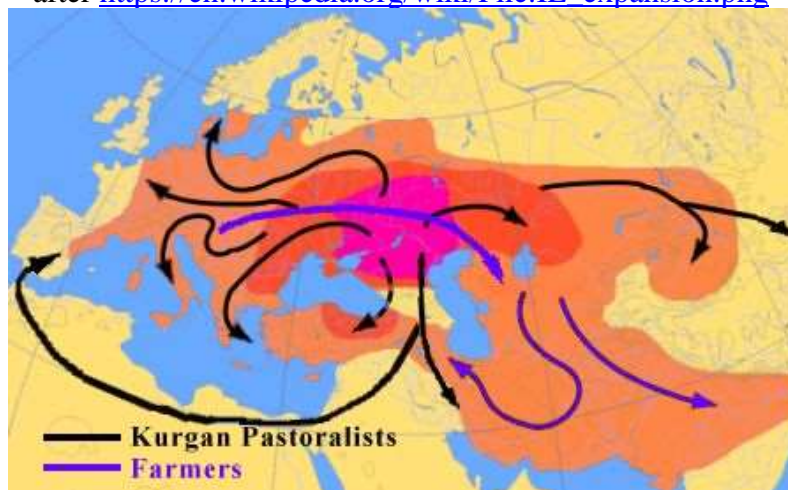 after https://en.wikipedia.org/wiki/File:IE_expansion.png
Kurgan Pastoralists
Farmers